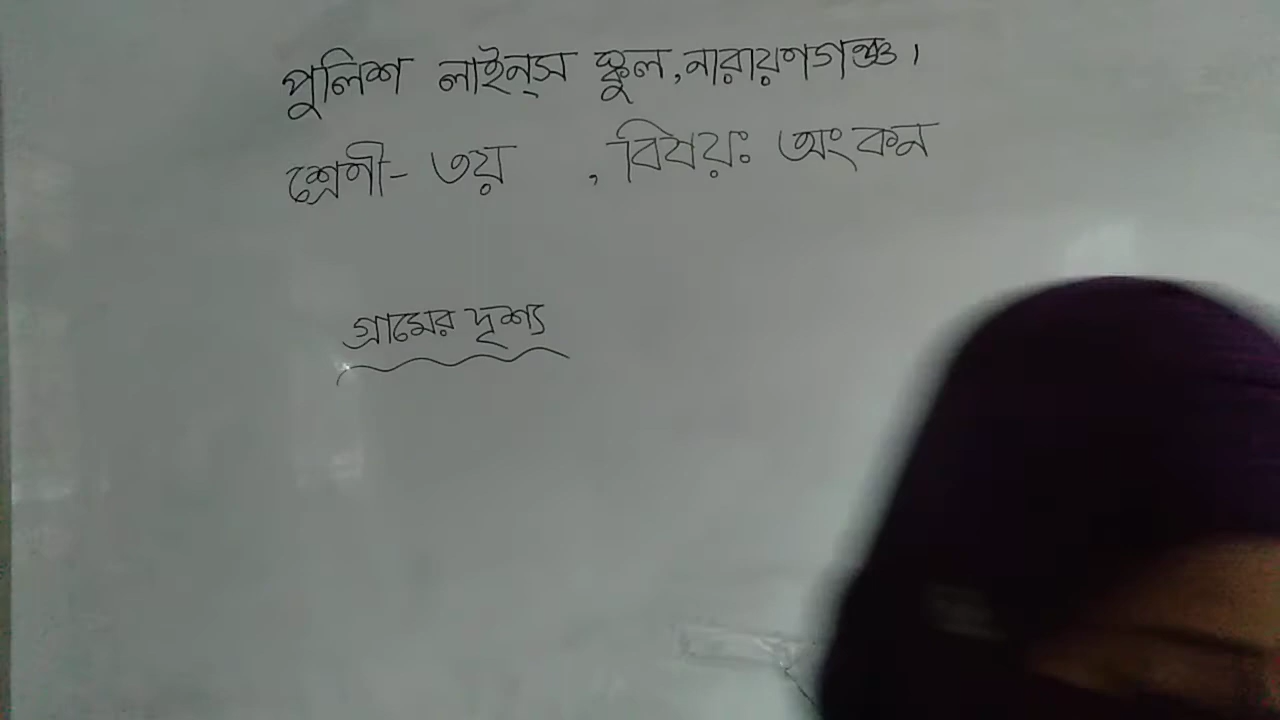 পুলিশ লাইন্স স্কুল,নারায়ণগঞ্জ।
শ্রেণী- ৩য় , বিষয়ঃ অংকন
গ্রামের দৃশ্য